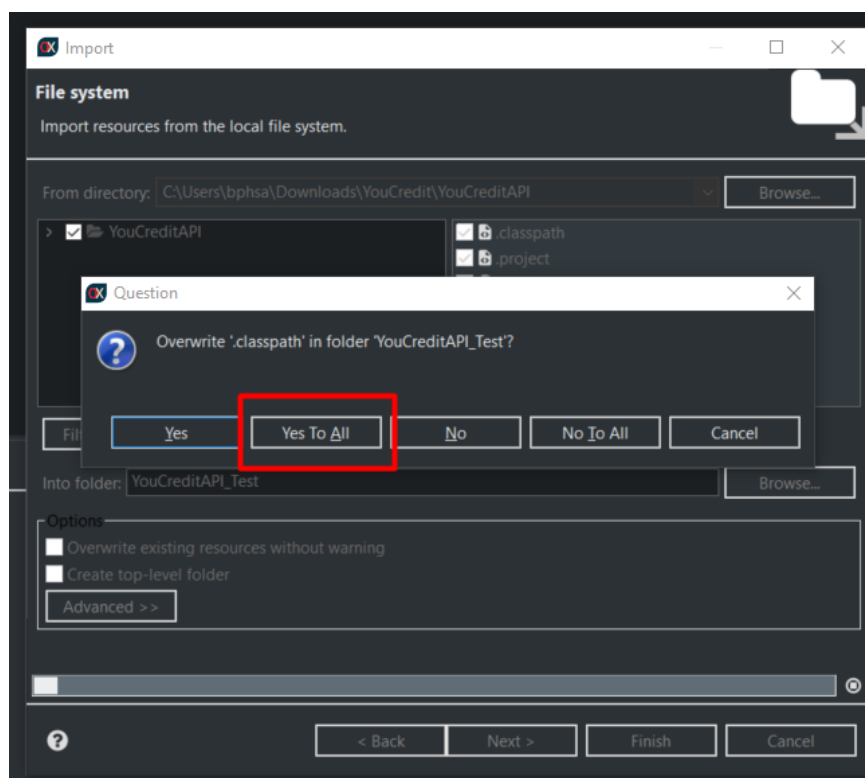 Import
File system
Import resources from the local file system.
From directory: C:\Users\bphsa\Downloads\YouCredit\YouCreditAPI
Browse...
YouCreditAPI
.classpath
.project
Question
Overwrite '.classpath' in folder 'YouCreditAPI_Test'?
Yes
Yes To All
No
No To All
Cancel
Into folder: YouCreditAPI_Test
Browse...
Options
Overwrite existing resources without warning
Create top-level folder
Advanced >>
< Back
Next >
Finish
Cancel